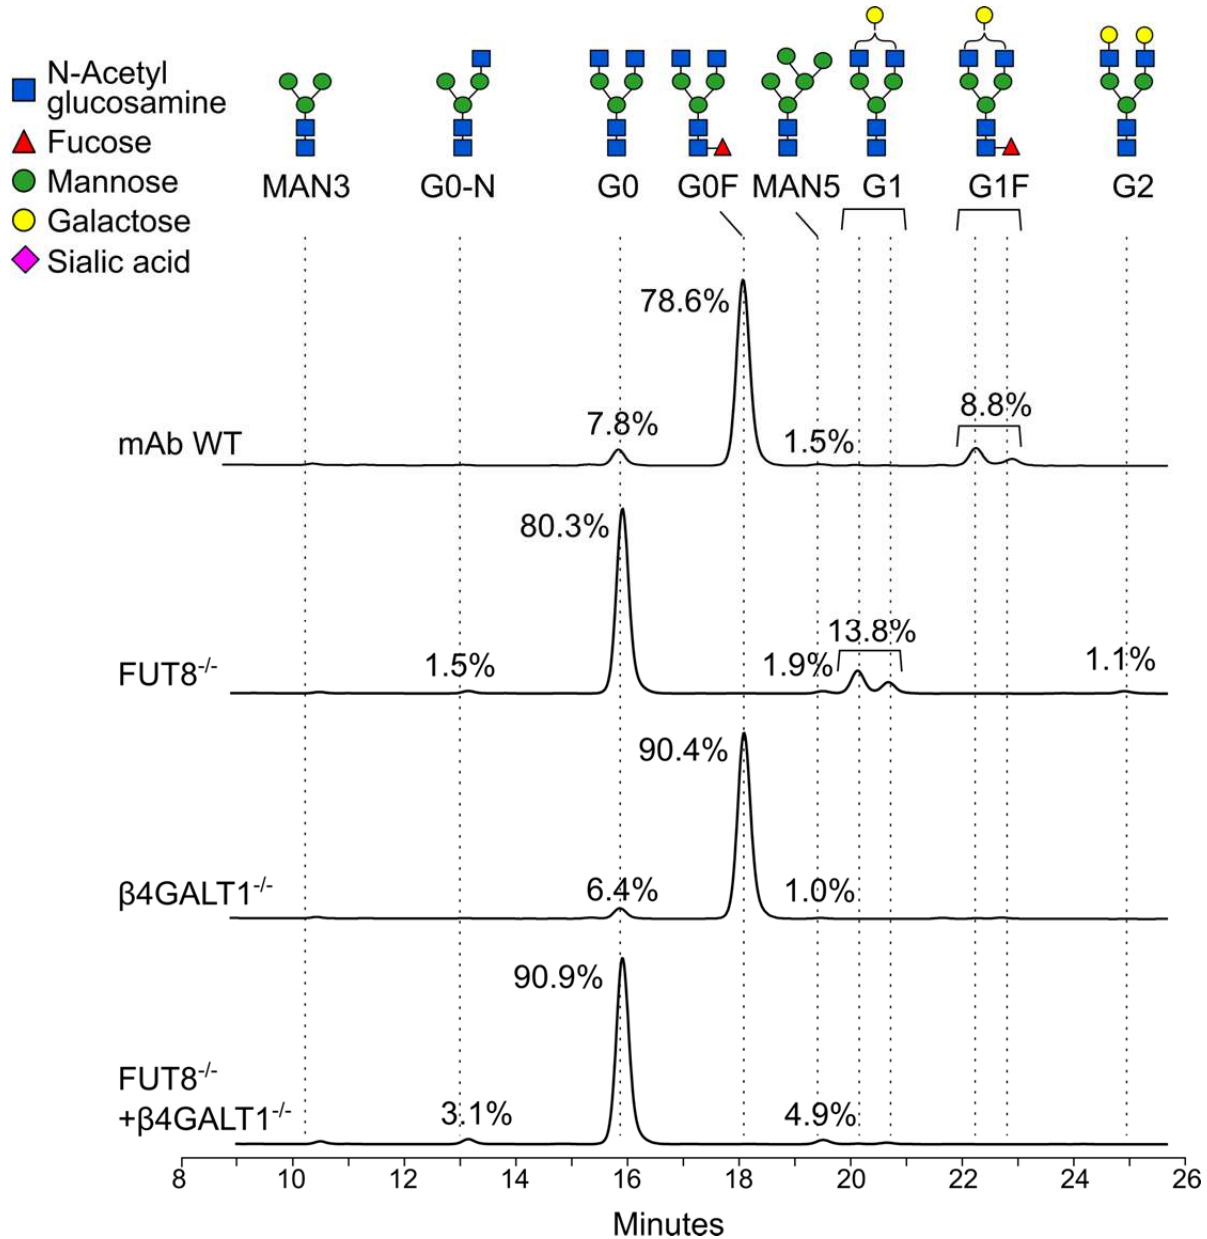 N-Acetyl
glucosamine
Fucose
Mannose
Galactose
Sialic acid
MAN3 G0-N G0 G0F MAN5 G1 G1F G2
mAb WT 7.8% 78.6% 1.5% 8.8%
FUT8-/- 1.5% 80.3% 1.9% 13.8% 1.1%
β4GALT1-/- 6.4% 90.4% 1.0%
FUT8-/-
+β4GALT1-/- 3.1% 90.9% 4.9%
8 10 12 14 16 18 20 22 24 26
Minutes